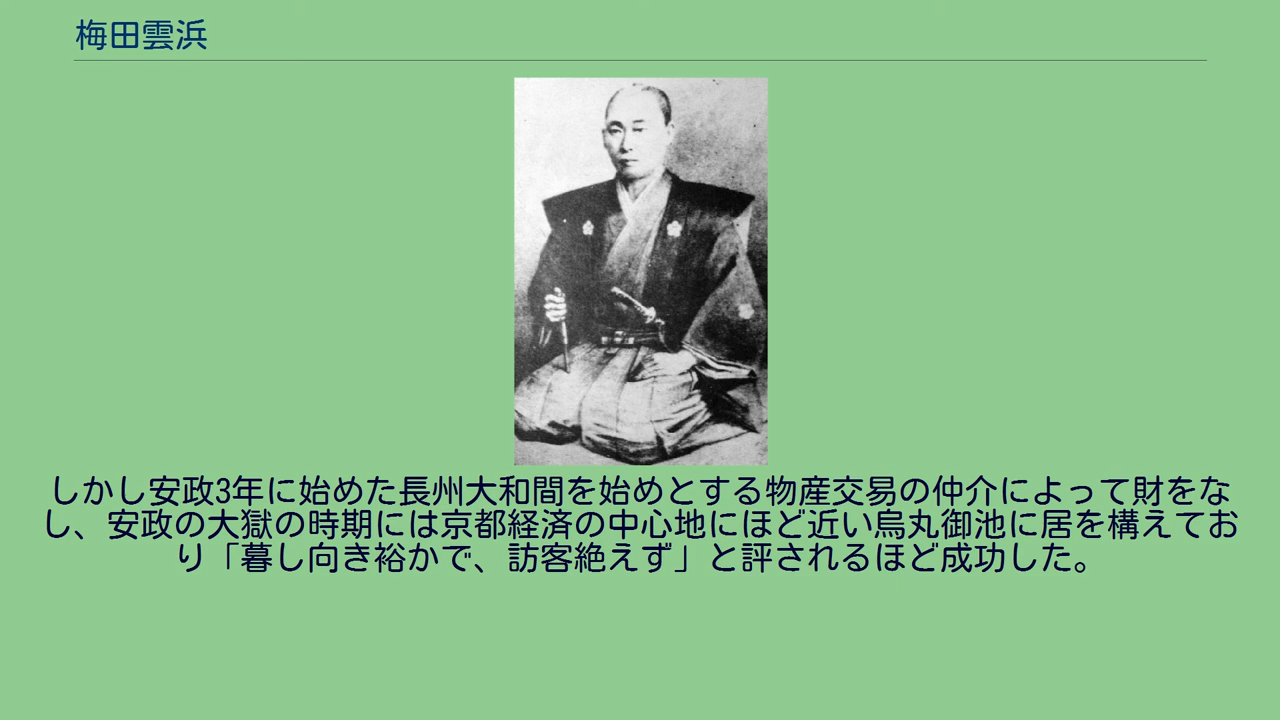 梅田雲浜
しかし安政3年に始めた長州大和間を始めとする物産交易の仲介によって財をな
し、安政の大獄の時期には京都経済の中心地にほど近い烏丸御池に居を構えてお
り「暮し向き裕かで、訪客絶えず」と評されるほど成功した。